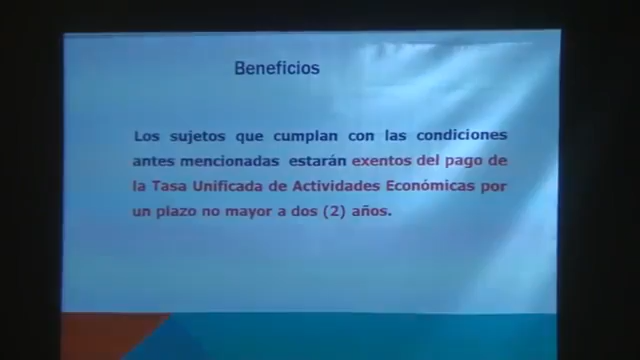 Beneficios
Los sujetos que cumplan con las condiciones
antes mencionadas estarán exentos del pago de
la Tasa Unificada de Actividades Económicas por
un plazo no mayor a dos (2) años.